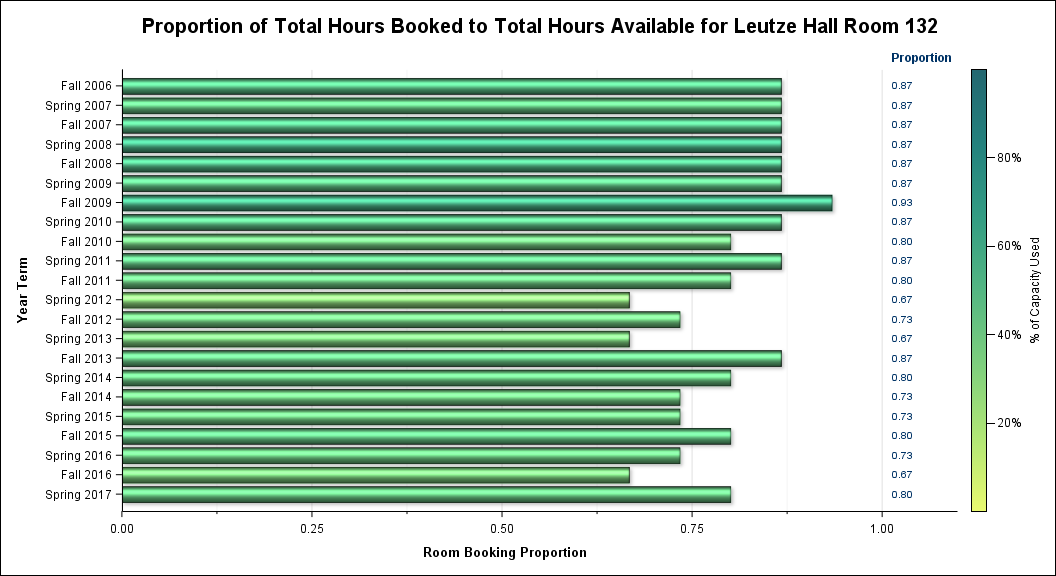 Proportion of Total Hours Booked to Total Hours Available for Leutze Hall Room 132
Proportion
Fall 2006 0.87
Spring 2007 0.87
Fall 2007 0.87
Spring 2008 0.87
Fall 2008 0.87
Spring 2009 0.87
Fall 2009 0.93
Spring 2010 0.87
Fall 2010 0.80
Spring 2011 0.87
Fall 2011 0.80
Spring 2012 0.67
Fall 2012 0.73
Spring 2013 0.67
Fall 2013 0.87
Spring 2014 0.80
Fall 2014 0.73
Spring 2015 0.73
Fall 2015 0.80
Spring 2016 0.73
Fall 2016 0.67
Spring 2017 0.80
Year Term
0.00 0.25 0.50 0.75 1.00
Room Booking Proportion
80%
60%
40%
20%
% of Capacity Used